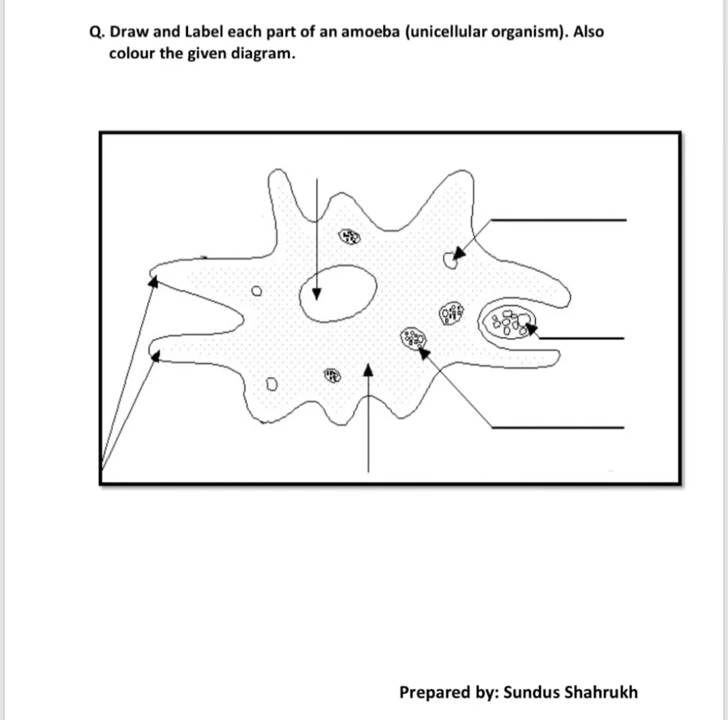 Q. Draw and Label each part of an amoeba (unicellular organism). Also
colour the given diagram.
Prepared by: Sundus Shahrukh